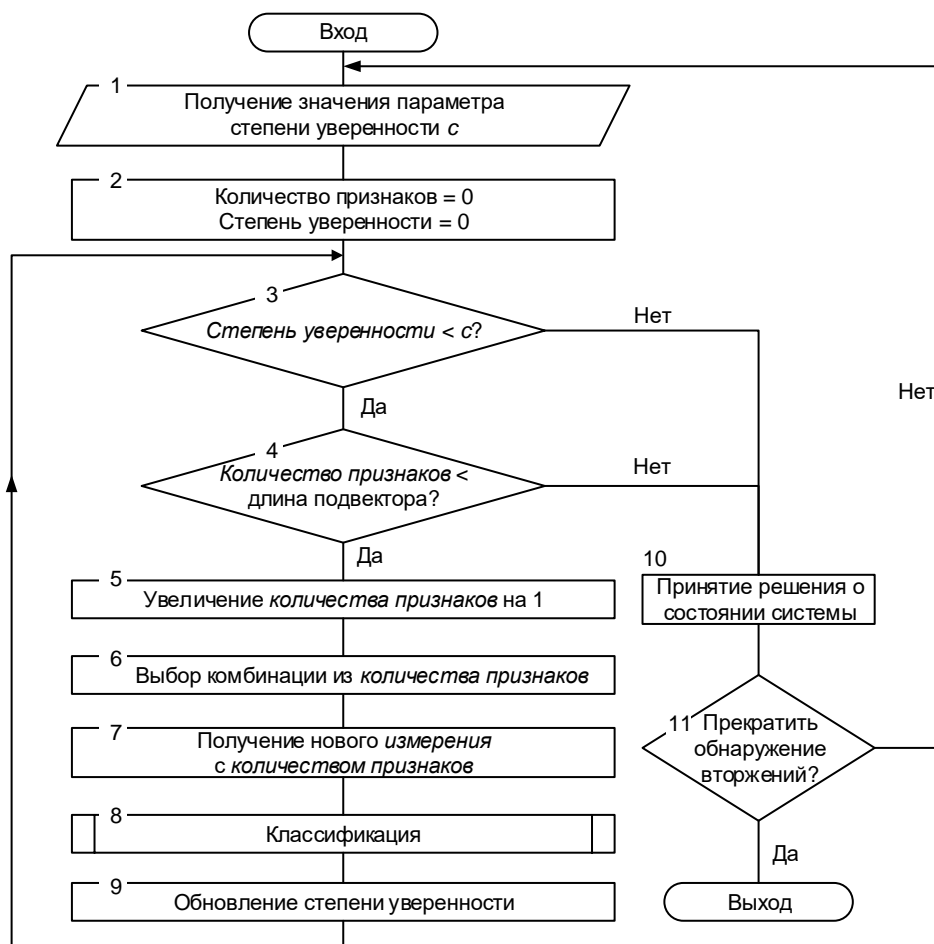 Вход
1
Получение значения параметра
степени уверенности c
2
Количество признаков = 0
Степень уверенности = 0
3
Степень уверенности < c?
Нет
Да
Нет
4
Количество признаков <
длина подвектора?
Нет
Да
5
Увеличение количества признаков на 1
6
Выбор комбинации из количества признаков
7
Получение нового измерения
с количеством признаков
8
Классификация
9
Обновление степени уверенности
10
Принятие решения о
состоянии системы
11
Прекратить
обнаружение
вторжений?
Да
Выход